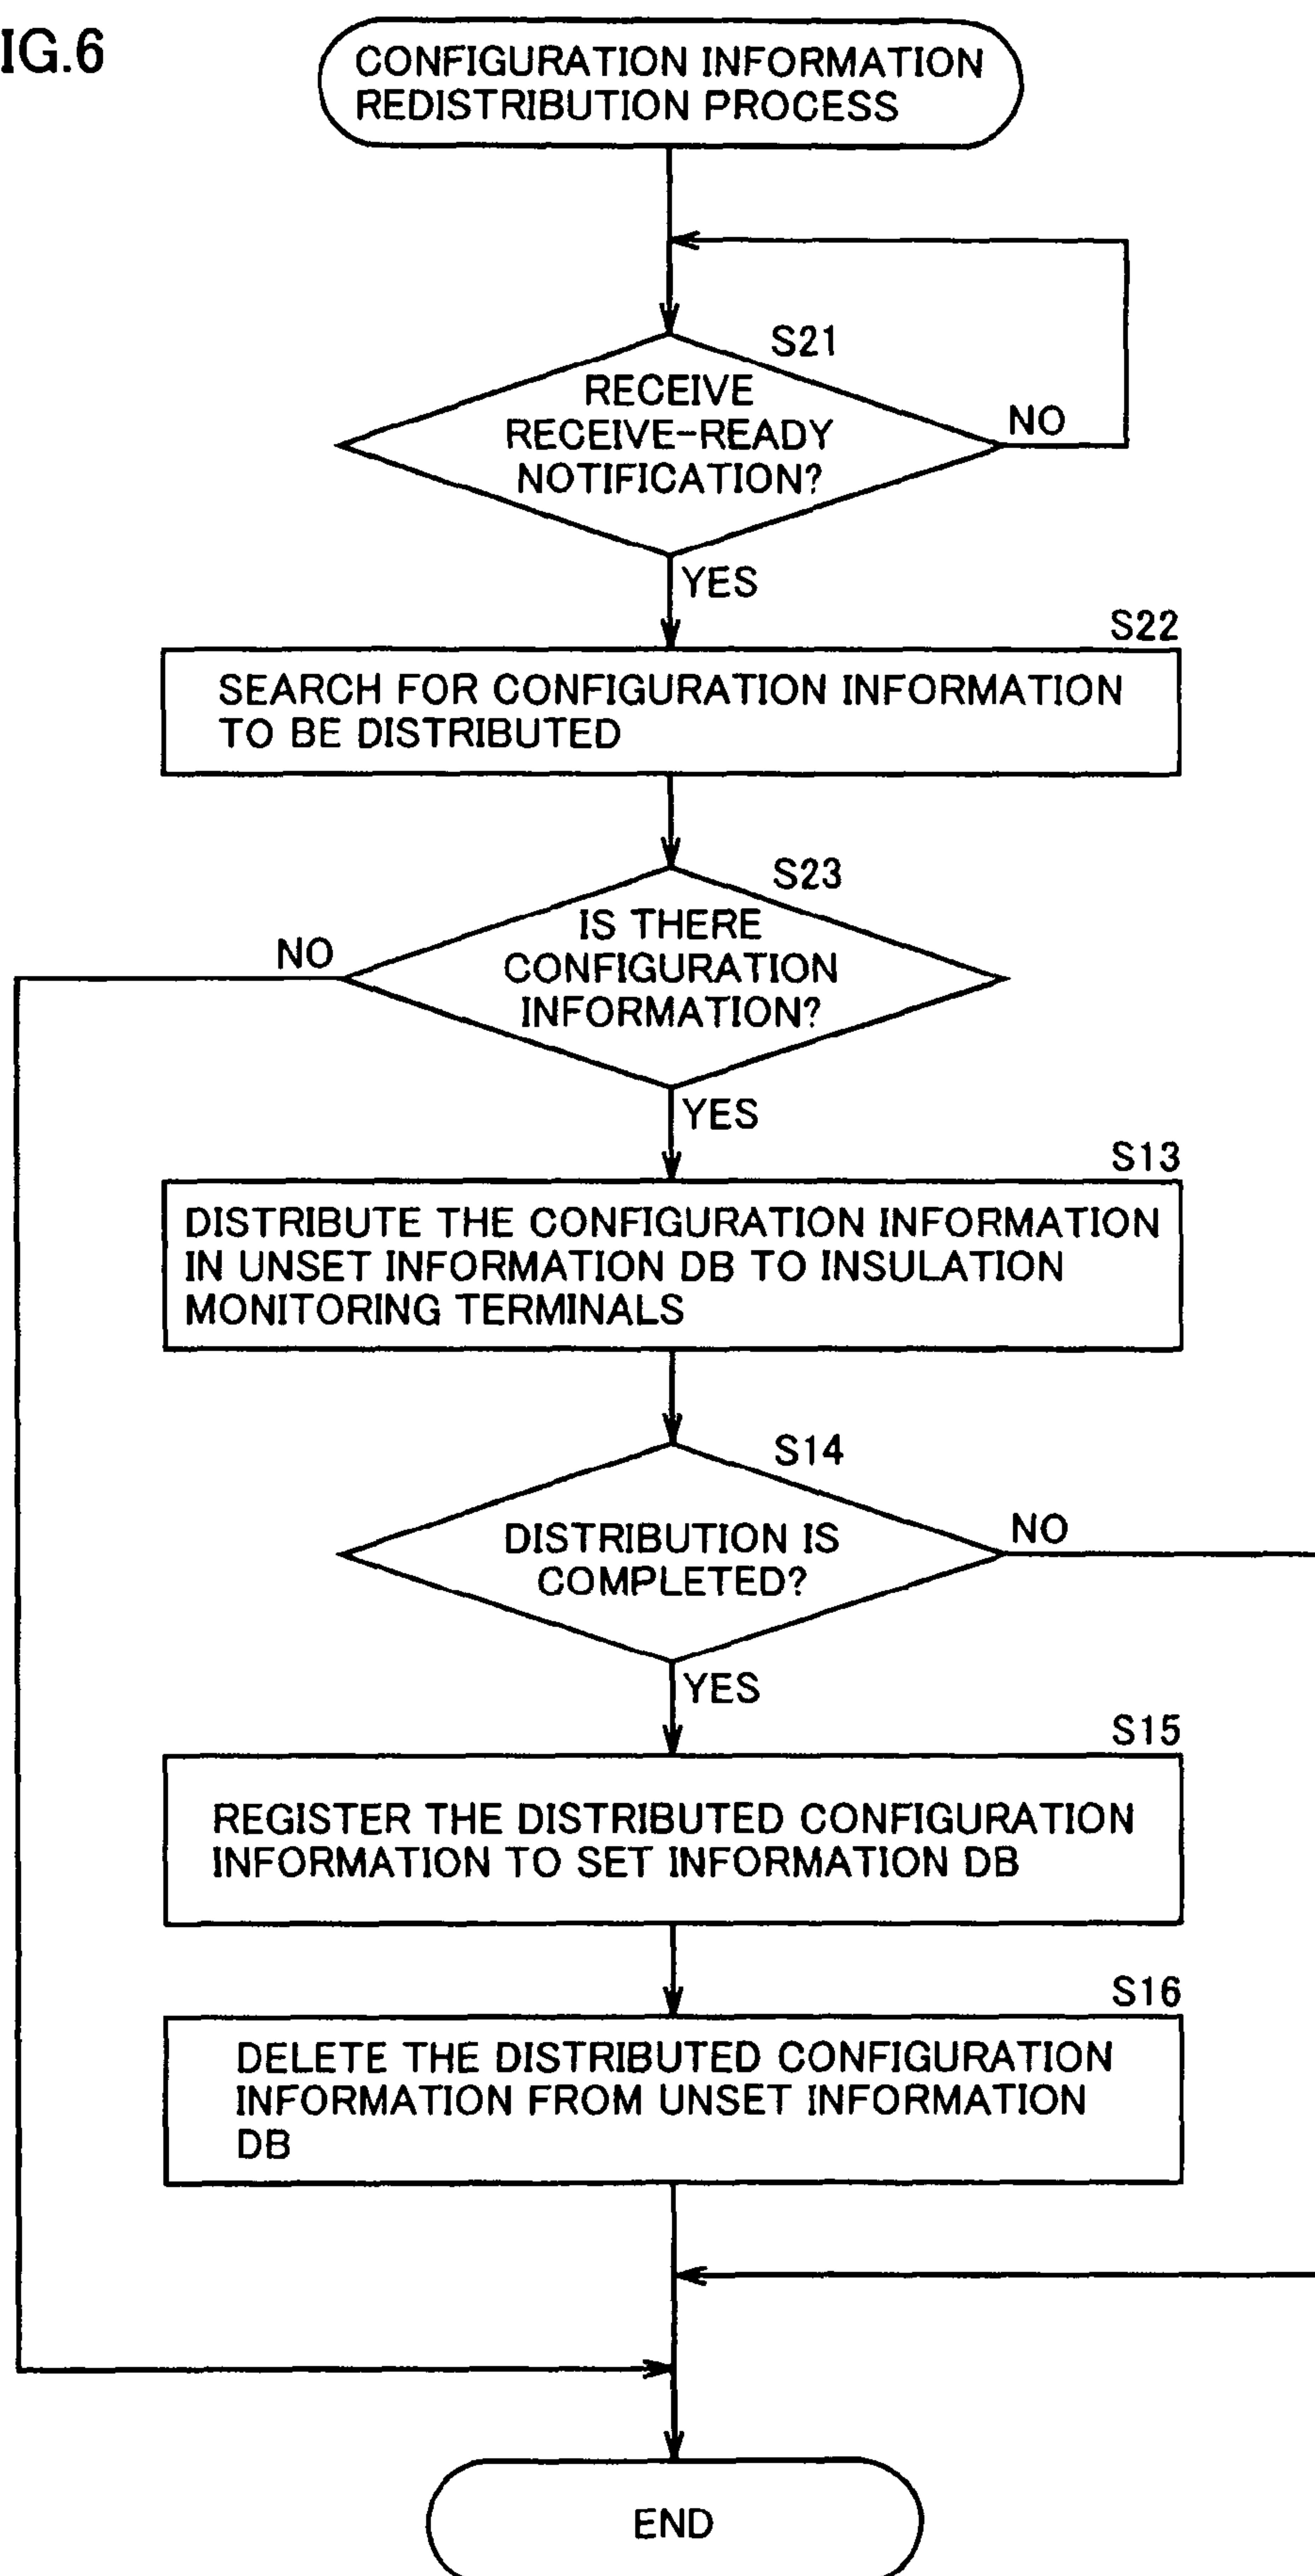 IG.6
CONFIGURATION INFORMATION
REDISTRIBUTION PROCESS
S21
RECEIVE
RECEIVE-READY
NOTIFICATION?
NO
YES
S22
SEARCH FOR CONFIGURATION INFORMATION
TO BE DISTRIBUTED
S23
IS THERE
CONFIGURATION
INFORMATION?
NO
YES
S13
DISTRIBUTE THE CONFIGURATION INFORMATION
IN UNSET INFORMATION DB TO INSULATION
MONITORING TERMINALS
S14
DISTRIBUTION IS
COMPLETED?
NO
YES
S15
REGISTER THE DISTRIBUTED CONFIGURATION
INFORMATION TO SET INFORMATION DB
S16
DELETE THE DISTRIBUTED CONFIGURATION
INFORMATION FROM UNSET INFORMATION
DB
END